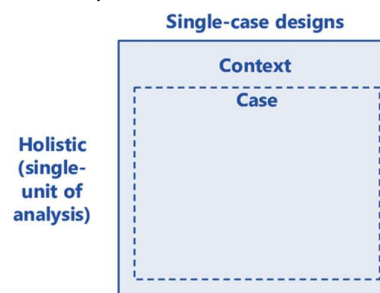 Single-case designs
Context
Case
Holistic
(single-
unit of
analysis)